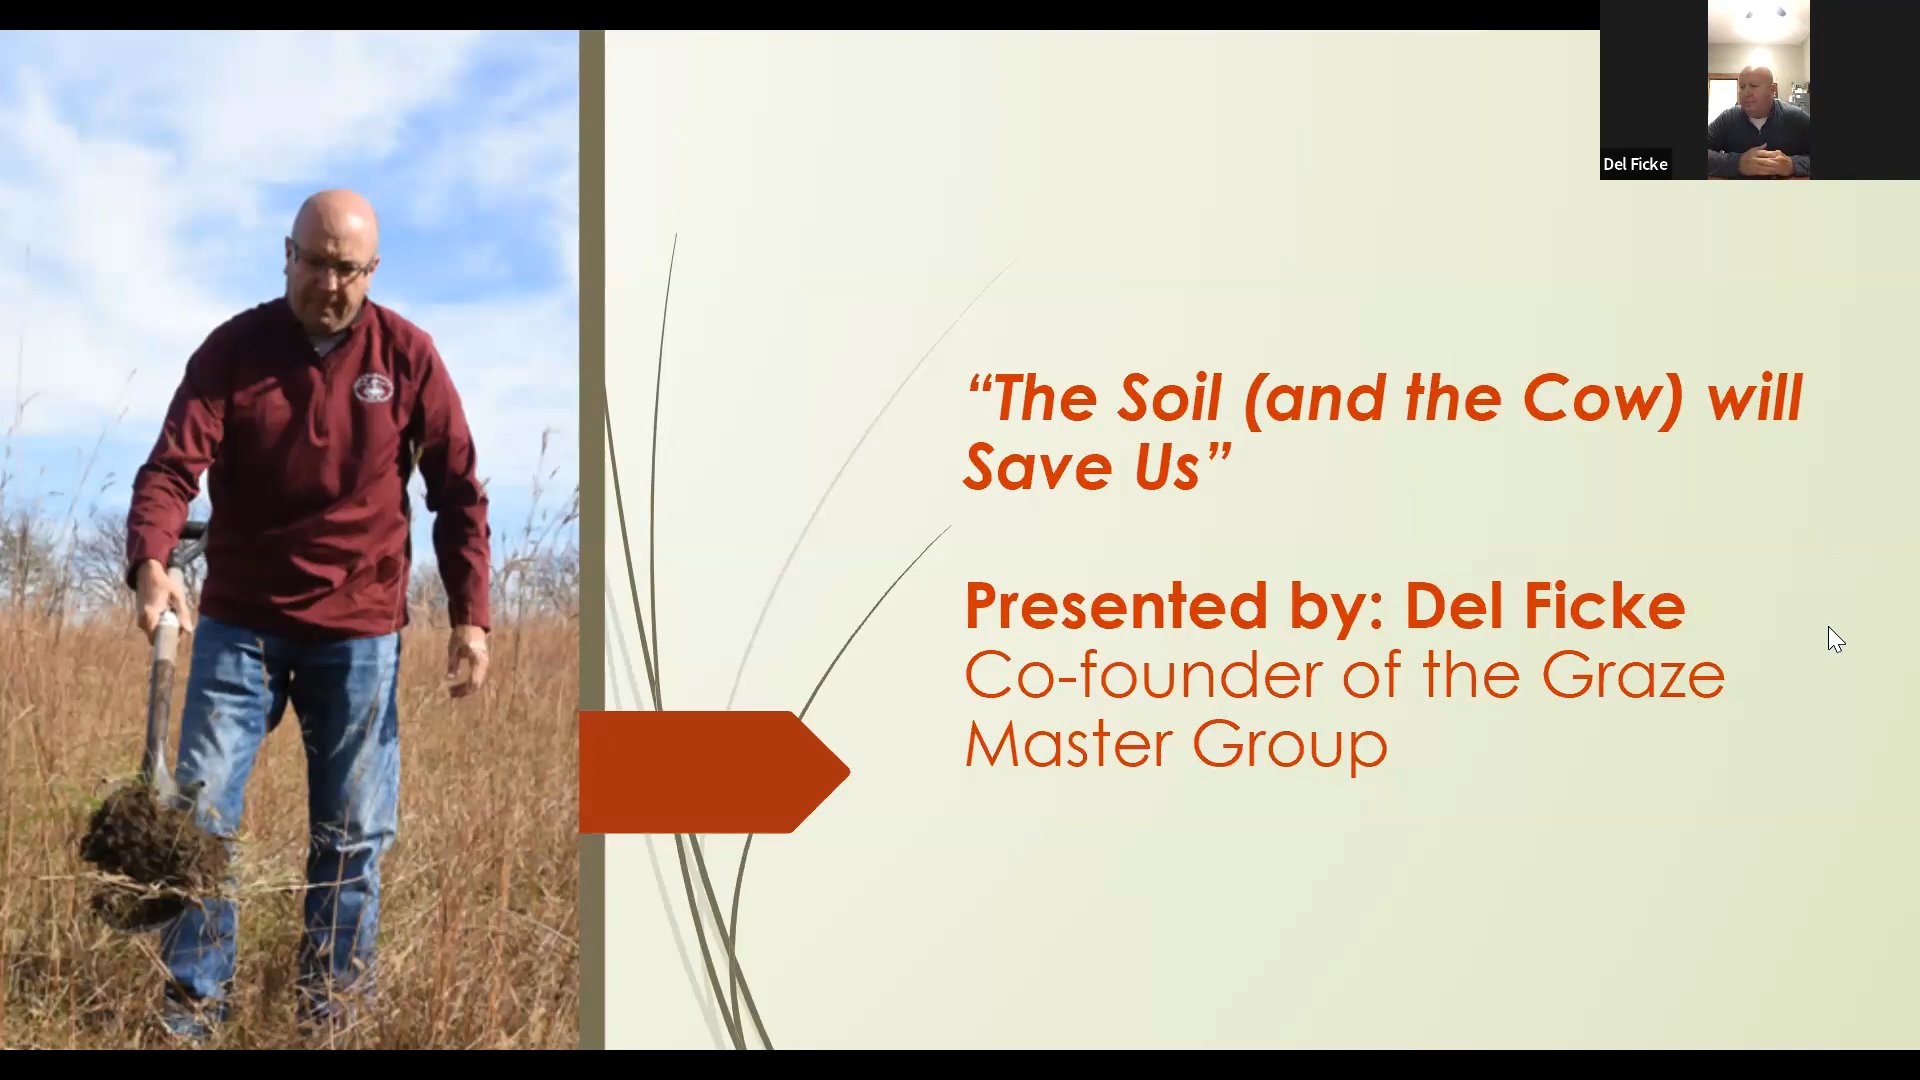 Del Ficke
“The Soil (and the Cow) will
Save Us”
Presented by: Del Ficke
Co-founder of the Graze
Master Group